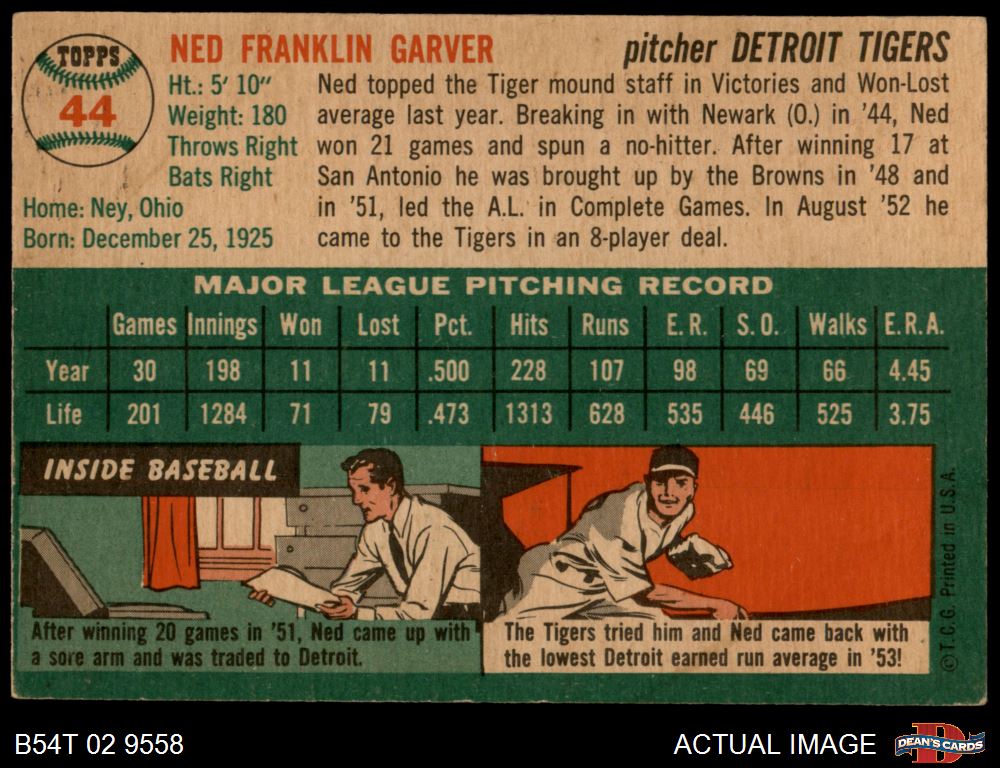 TOPPS
44
NED FRANKLIN GARVER
pitcher DETROIT TIGERS
Ht.: 5' 10"
Weight: 180
Throws Right
Bats Right
Home: Ney, Ohio
Born: December 25, 1925
Ned topped the Tiger mound staff in Victories and Won-Lost
average last year. Breaking in with Newark (O.) in '44, Ned
won 21 games and spun a no-hitter. After winning 17 at
San Antonio he was brought up by the Browns in '48 and
in '51, led the A.L. in Complete Games. In August '52 he
came to the Tigers in an 8-player deal.
MAJOR LEAGUE PITCHING RECORD
Games Innings Won Lost Pct. Hits Runs E.R. S.O. Walks E.R.A.
Year 30 198 11 11 .500 228 107 98 69 66 4.45
Life 201 1284 71 79 .473 1313 628 535 446 525 3.75
INSIDE BASEBALL
After winning 20 games in '51, Ned came up with
a sore arm and was traded to Detroit.
The Tigers tried him and Ned came back with
the lowest Detroit earned run average in '53!
©T.C.G. Printed in U.S.A.
B54T 02 9558
ACTUAL IMAGE
D
DEAN'S CARDS